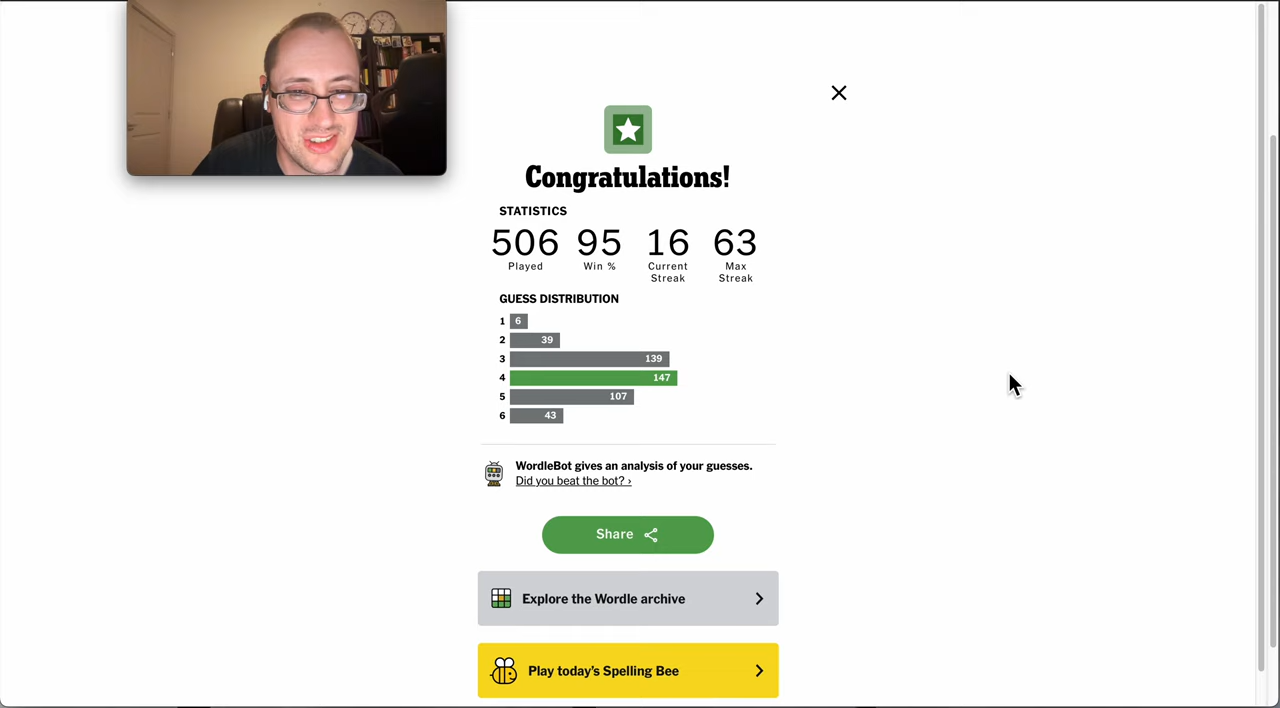 Congratulations!
STATISTICS
506 95 16 63
Played Win % Current Streak Max Streak
GUESS DISTRIBUTION
1 6
2 39
3 139
4 147
5 107
6 43
WordleBot gives an analysis of your guesses.
Did you beat the bot? ›
Share
Explore the Wordle archive
Play today's Spelling Bee